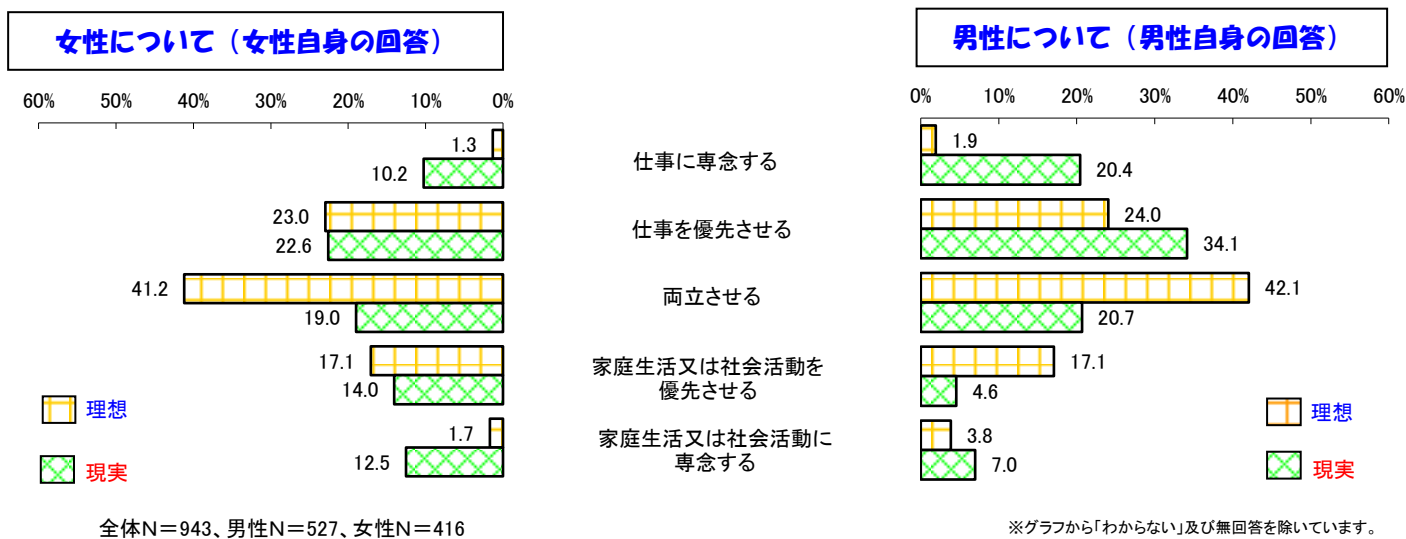 女性について（女性自身の回答）
男性について（男性自身の回答）
60% 50% 40% 30% 20% 10% 0%
0% 10% 20% 30% 40% 50% 60%
1.3
10.2
仕事に専念する
1.9
20.4
23.0
22.6
仕事を優先させる
24.0
34.1
41.2
19.0
両立させる
42.1
20.7
17.1
14.0
家庭生活又は社会活動を
優先させる
17.1
4.6
1.7
12.5
家庭生活又は社会活動に
専念する
3.8
7.0
理想
現実
理想
現実
全体N＝943、男性N＝527、女性N＝416
※グラフから「わからない」及び無回答を除いています。